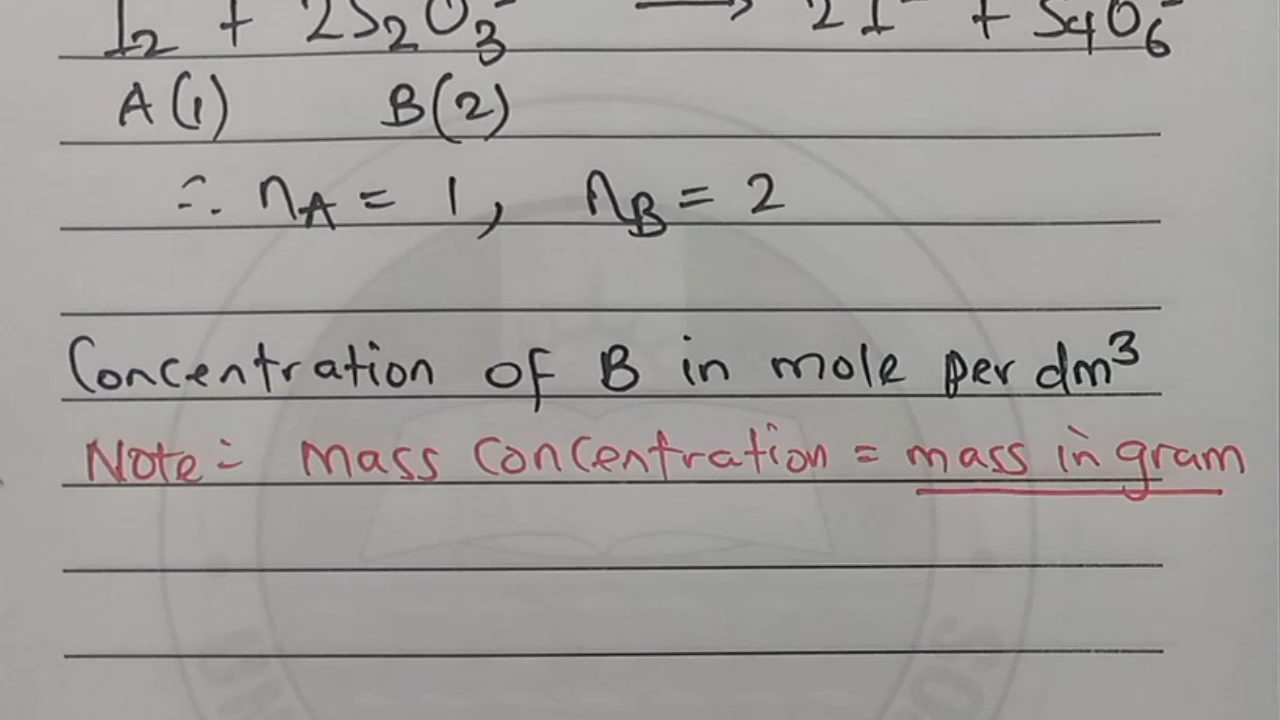 I₂ + 2S₂O₃⁻ → 2I⁻ + S₄O₆⁻
A(1) B(2)
∴ nA = 1, nB = 2
Concentration of B in mole per dm³
Note:- mass concentration = mass in gram